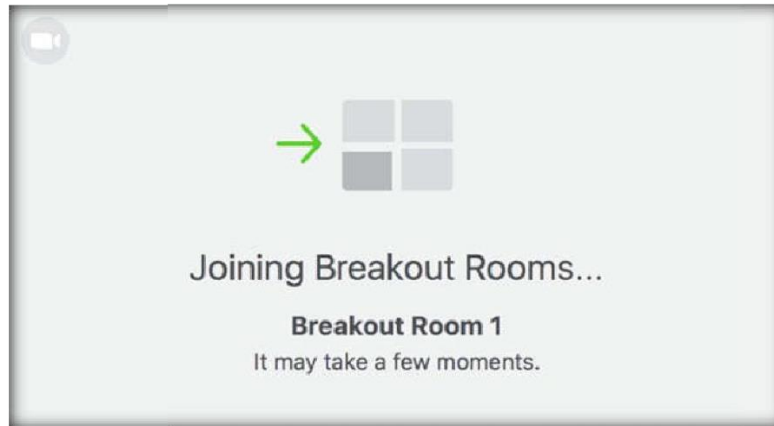 Joining Breakout Rooms...
Breakout Room 1
It may take a few moments.